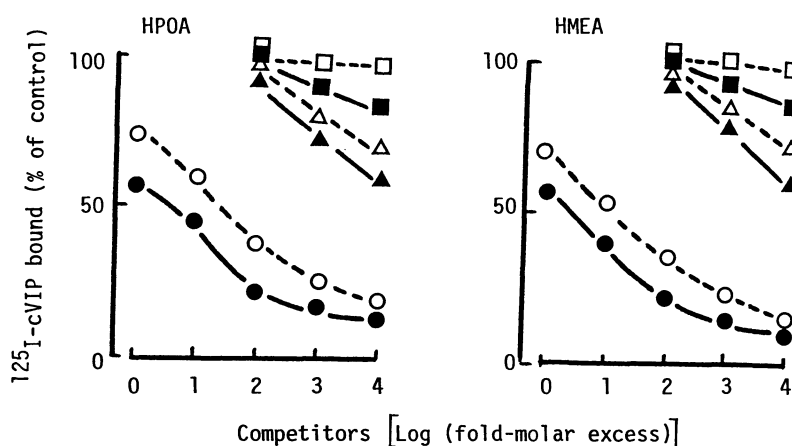 HPOA
HMEA
125I-cVIP bound (% of control)
100
50
0
0 1 2 3 4
100
50
0
0 1 2 3 4
Competitors [Log (fold-molar excess)]